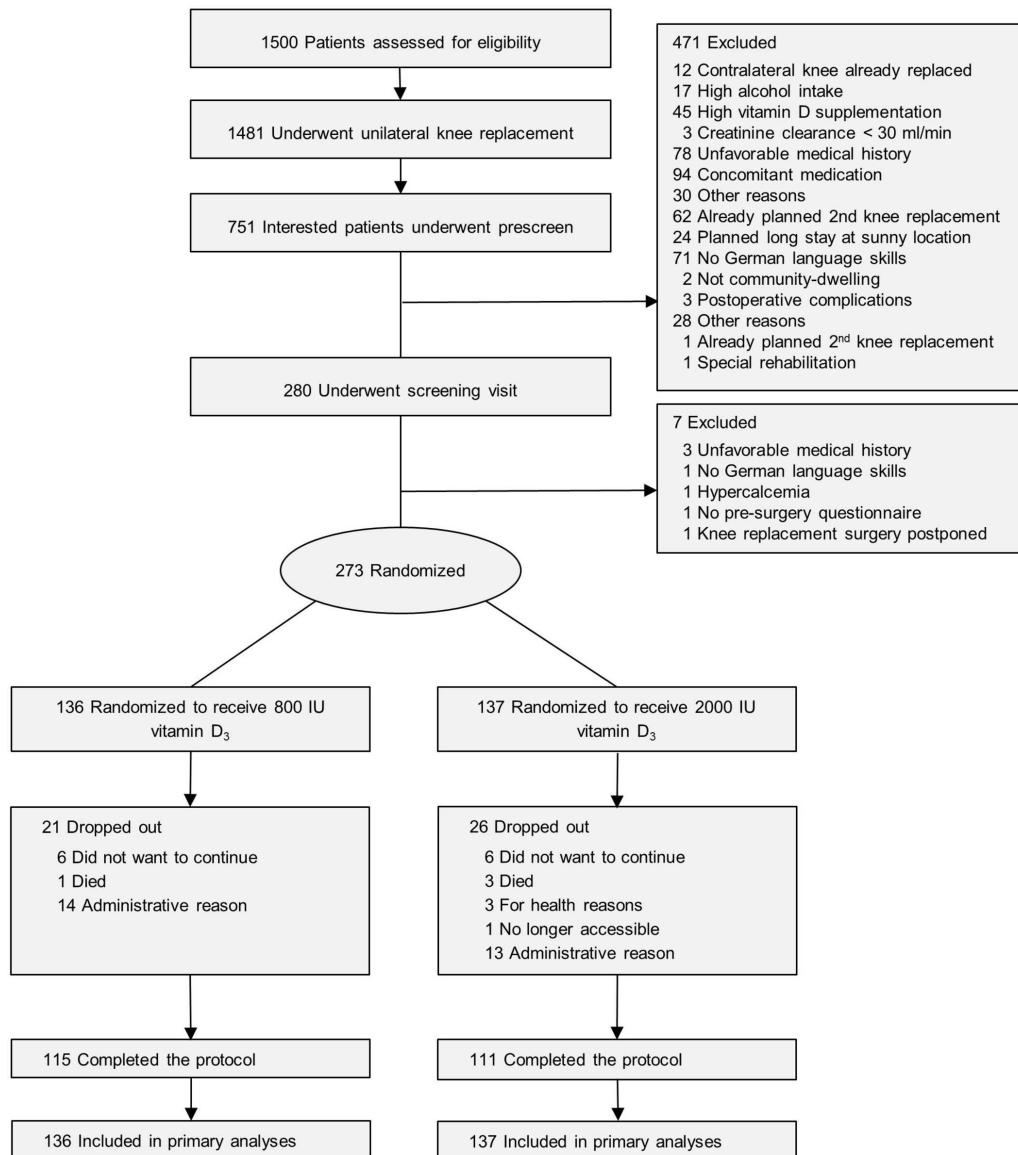 1500 Patients assessed for eligibility
1481 Underwent unilateral knee replacement
751 Interested patients underwent prescreen
471 Excluded
12 Contralateral knee already replaced
17 High alcohol intake
45 High vitamin D supplementation
3 Creatinine clearance < 30 ml/min
78 Unfavorable medical history
94 Concomitant medication
30 Other reasons
62 Already planned 2nd knee replacement
24 Planned long stay at sunny location
71 No German language skills
2 Not community-dwelling
3 Postoperative complications
28 Other reasons
1 Already planned 2nd knee replacement
1 Special rehabilitation
280 Underwent screening visit
7 Excluded
3 Unfavorable medical history
1 No German language skills
1 Hypercalcemia
1 No pre-surgery questionnaire
1 Knee replacement surgery postponed
273 Randomized
136 Randomized to receive 800 IU
vitamin D3
137 Randomized to receive 2000 IU
vitamin D3
21 Dropped out
6 Did not want to continue
1 Died
14 Administrative reason
26 Dropped out
6 Did not want to continue
3 Died
3 For health reasons
1 No longer accessible
13 Administrative reason
115 Completed the protocol
111 Completed the protocol
136 Included in primary analyses
137 Included in primary analyses